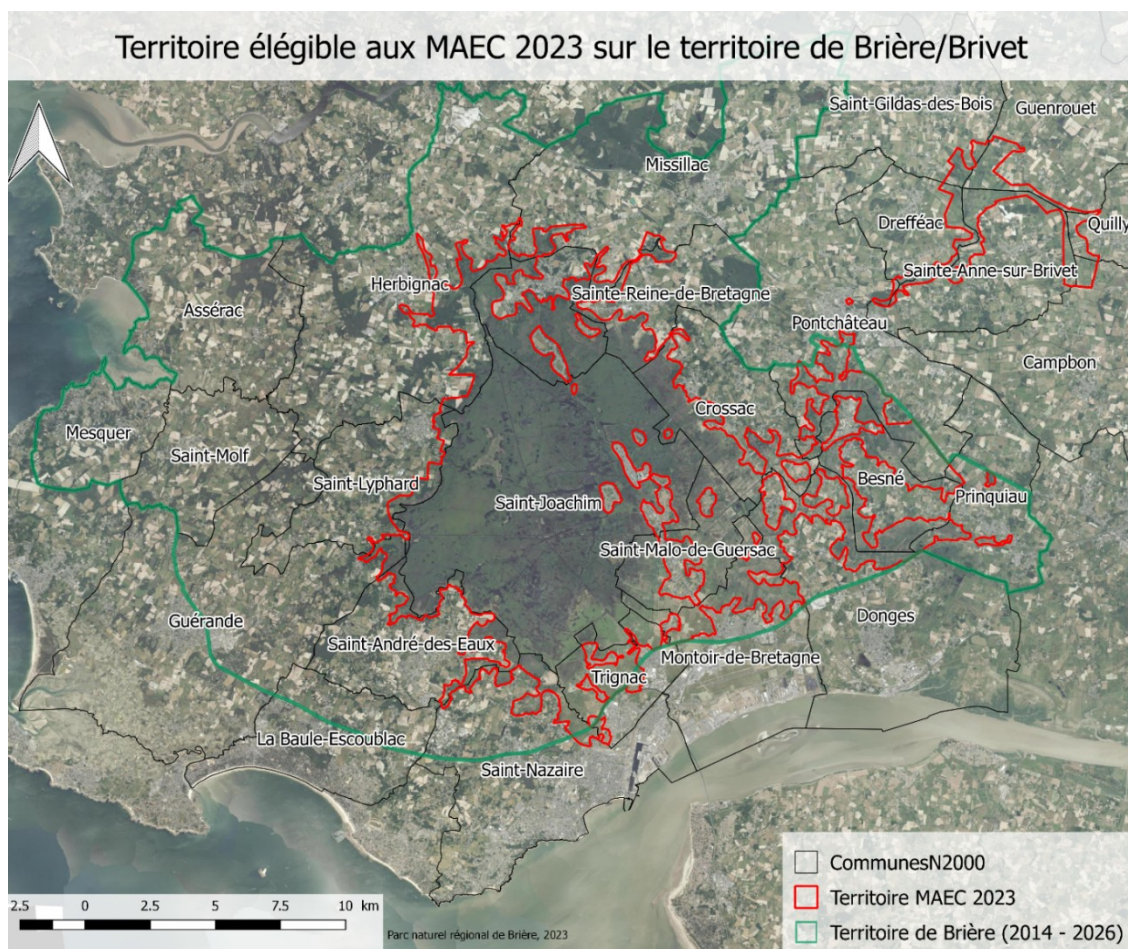 Territoire élégible aux MAEC 2023 sur le territoire de Brière/Brivet
Saint-Gildas-des-Bois
Guenrouet
Missillac
Drefféac
Quilly
Sainte-Anne-sur-Brivet
Herbignac
Sainte-Reine-de-Bretagne
Assérac
Pontchâteau
Campbon
Crossac
Mesquer
Saint-Molf
Saint-Lyphard
Besné
Prinquiau
Saint-Joachim
Saint-Malo-de-Guersac
Guérande
Donges
Saint-André-des-Eaux
Montoir-de-Bretagne
Trignac
La Baule-Escoublac
Saint-Nazaire
CommunesN2000
Territoire MAEC 2023
Territoire de Brière (2014 - 2026)
2.5 0 2.5 5 7.5 10 km
Parc naturel régional de Brière, 2023